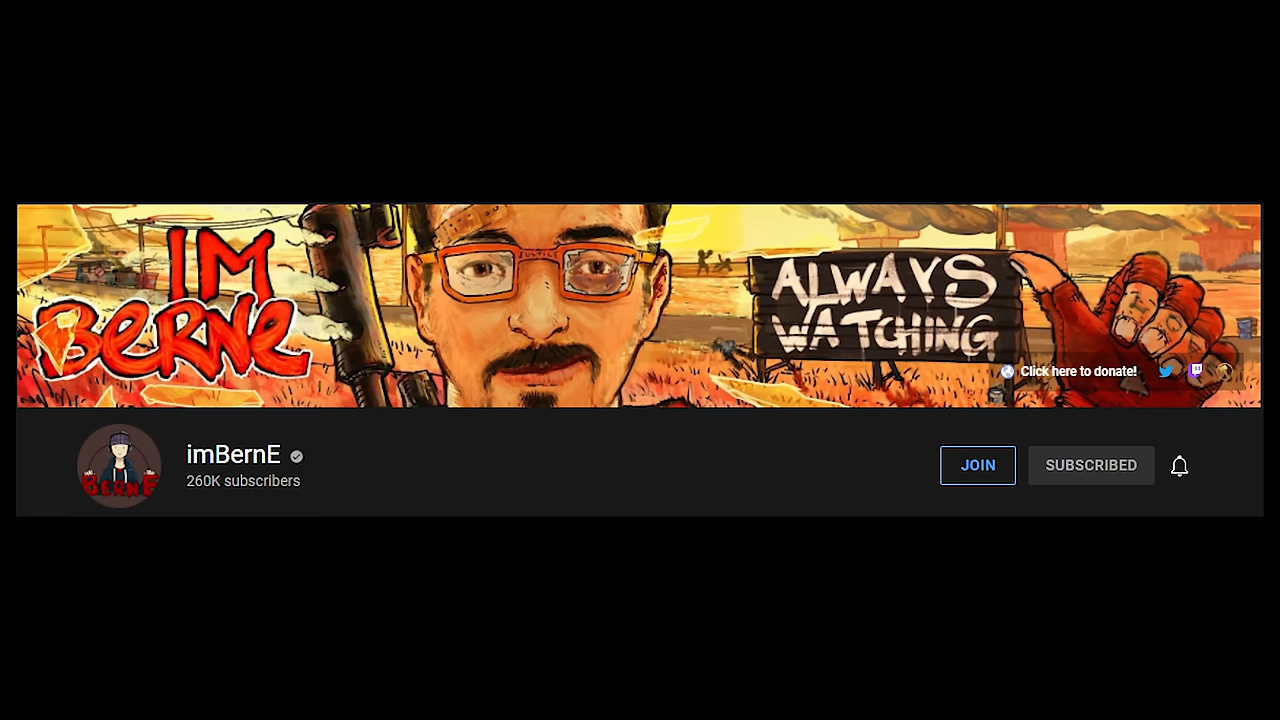 IM
BERNE
ALWAYS
WATCHING
Click here to donate!
BERNE
imBernE
260K subscribers
JOIN
SUBSCRIBED